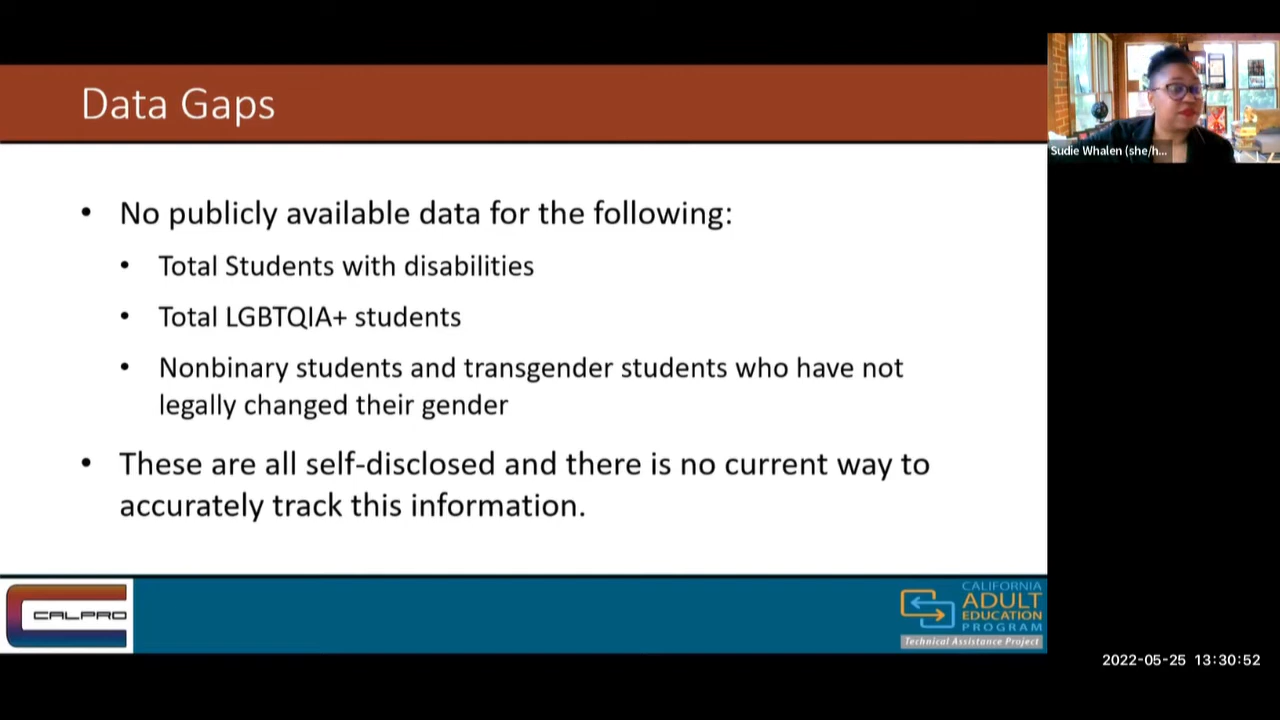 Data Gaps
• No publicly available data for the following:
• Total Students with disabilities
• Total LGBTQIA+ students
• Nonbinary students and transgender students who have not
legally changed their gender
• These are all self-disclosed and there is no current way to
accurately track this information.
Sudie Whalen (she/h...
CALPRO
CALIFORNIA
ADULT
EDUCATION
PROGRAM
Technical Assistance Project
2022-05-25 13:30:52